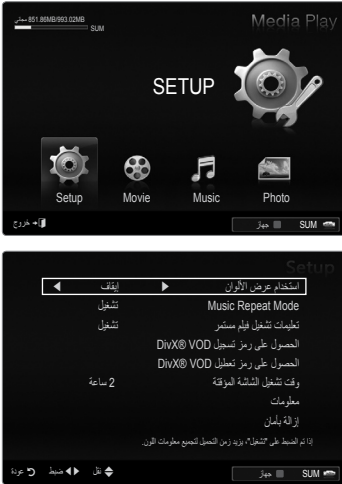 Media Play
851.86MB/993.02MB مجاني
SUM
SETUP
Setup Movie Music Photo
SUM جهاز خروج
Setup
استخدام عرض الألوان إيقاف
Music Repeat Mode تشغيل
تعليمات تشغيل فيلم مستمر تشغيل
الحصول على رمز تسجيل DivX® VOD
الحصول على رمز تعطيل DivX® VOD
وقت تشغيل الشاشة المؤقتة 2 ساعة
معلومات
إزالة بأمان
إذا تم الضبط على "تشغيل"، يزيد زمن التحميل لتجميع معلومات اللون.
SUM جهاز نقل ضبط عودة